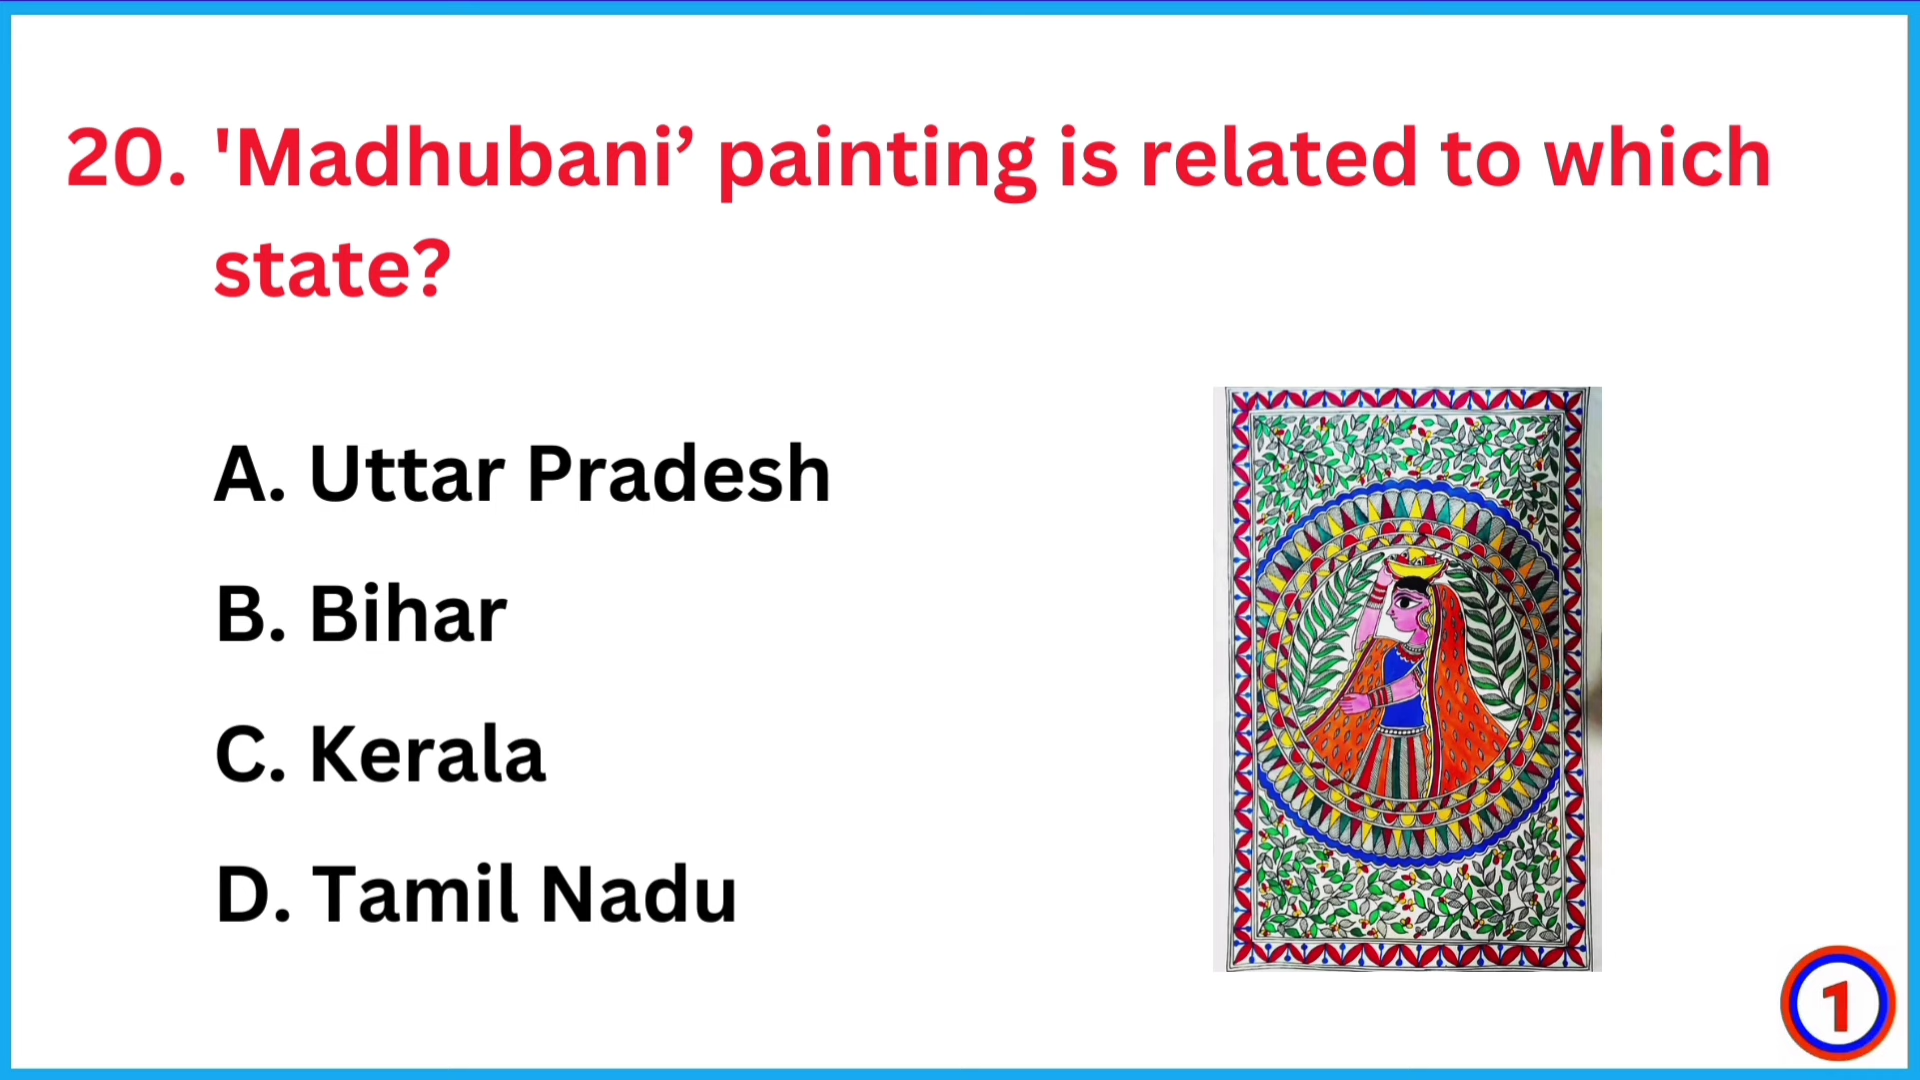 20. 'Madhubani’ painting is related to which
state?
A. Uttar Pradesh
B. Bihar
C. Kerala
D. Tamil Nadu
1